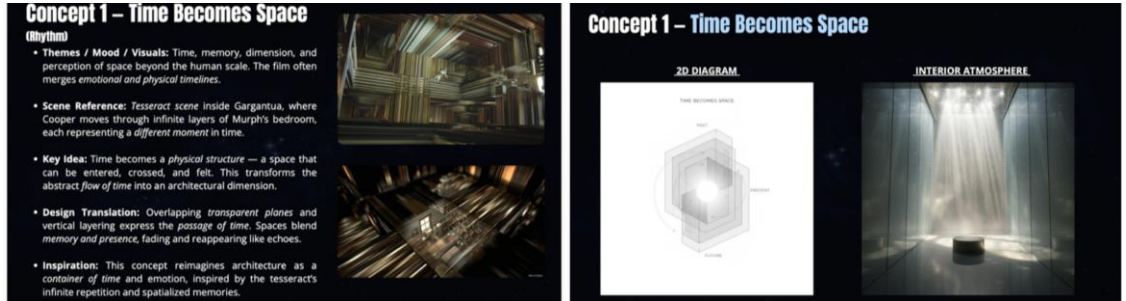 Concept 1 – Time Becomes Space
(Rhythm)
• Themes / Mood / Visuals: Time, memory, dimension, and
perception of space beyond the human scale. The film often
merges emotional and physical timelines.
• Scene Reference: Tesseract scene inside Gargantua, where
Cooper moves through infinite layers of Murph's bedroom,
each representing a different moment in time.
• Key Idea: Time becomes a physical structure — a space that
can be entered, crossed, and felt. This transforms the
abstract flow of time into an architectural dimension.
• Design Translation: Overlapping transparent planes and
vertical layering express the passage of time. Spaces blend
memory and presence, fading and reappearing like echoes.
• Inspiration: This concept reimagines architecture as a
container of time and emotion, inspired by the tesseract's
infinite repetition and spatialized memories.
Concept 1 – Time Becomes Space
2D DIAGRAM
TIME BECOMES SPACE
PAST
PRESENT
FUTURE
INTERIOR ATMOSPHERE